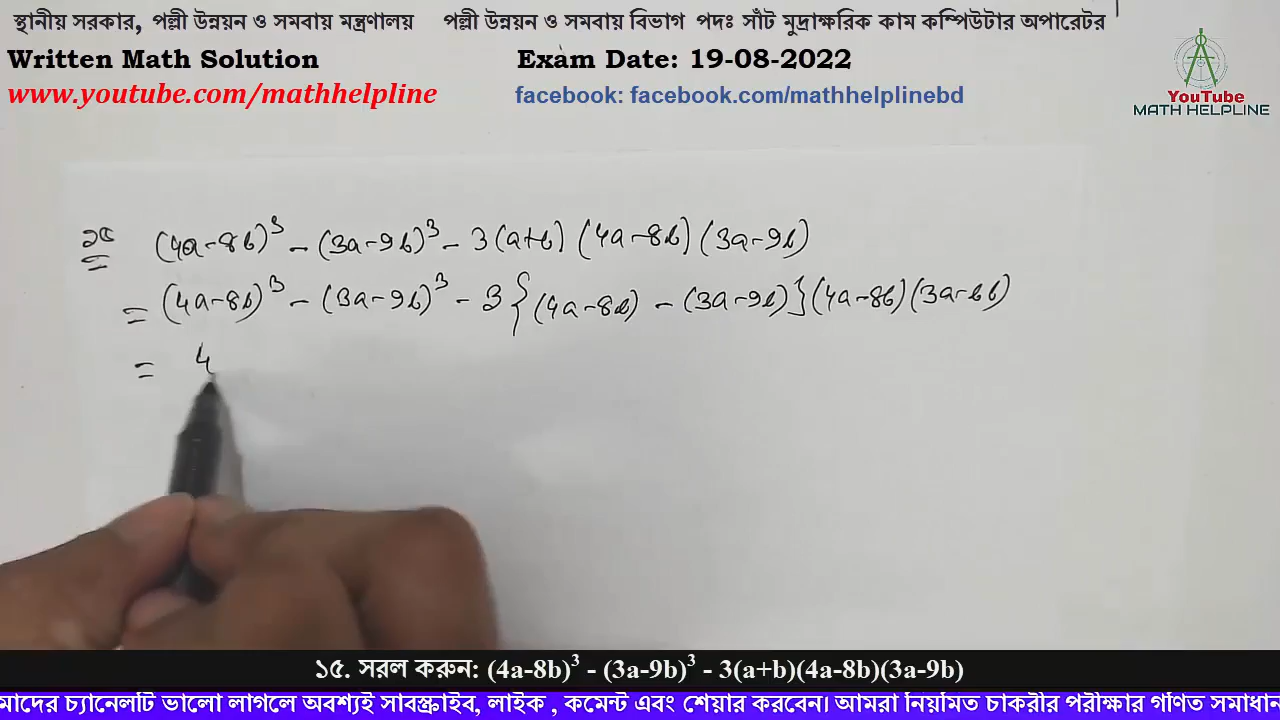 স্থানীয় সরকার, পল্লী উন্নয়ন ও সমবায় মন্ত্রণালয় পল্লী উন্নয়ন ও সমবায় বিভাগ পদঃ সাঁট মুদ্রাক্ষরিক কাম কম্পিউটার অপারেটর
Written Math Solution Exam Date: 19-08-2022
www.youtube.com/mathhelpline facebook: facebook.com/mathhelplinebd
YouTube
MATH HELPLINE
১৫ (4a-8b)³ - (3a-9b)³ - 3(a+b) (4a-8b) (3a-9b)
= (4a-8b)³ - (3a-9b)³ - 3{(4a-8b) - (3a-9b)}(4a-8b)(3a-6b)
= 4
১৫. সরল করুন: (4a-8b)³ - (3a-9b)³ - 3(a+b)(4a-8b)(3a-9b)
মাদের চ্যানেলটি ভালো লাগলে অবশ্যই সাবস্ক্রাইব, লাইক , কমেন্ট এবং শেয়ার করবেন। আমরা নিয়মিত চাকরীর পরীক্ষার গণিত সমাধান